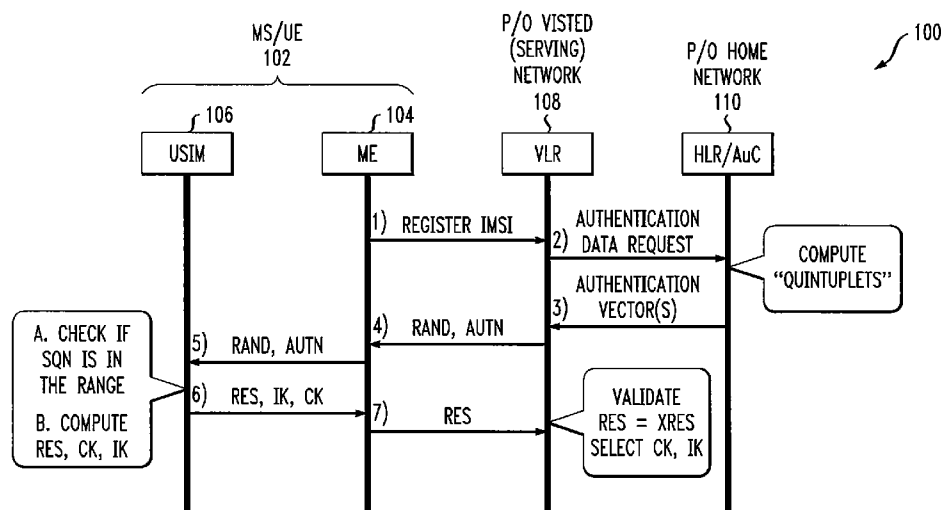 100
MS/UE
102
P/O VISTED
(SERVING)
NETWORK
108
P/O HOME
NETWORK
110
106
USIM
104
ME
VLR
HLR/AuC
1) REGISTER IMSI
2) AUTHENTICATION
DATA REQUEST
COMPUTE
“QUINTUPLETS”
3) AUTHENTICATION
VECTOR(S)
4) RAND, AUTN
5) RAND, AUTN
A. CHECK IF
SQN IS IN
THE RANGE
B. COMPUTE
RES, CK, IK
6) RES, IK, CK
7) RES
VALIDATE
RES = XRES
SELECT CK, IK